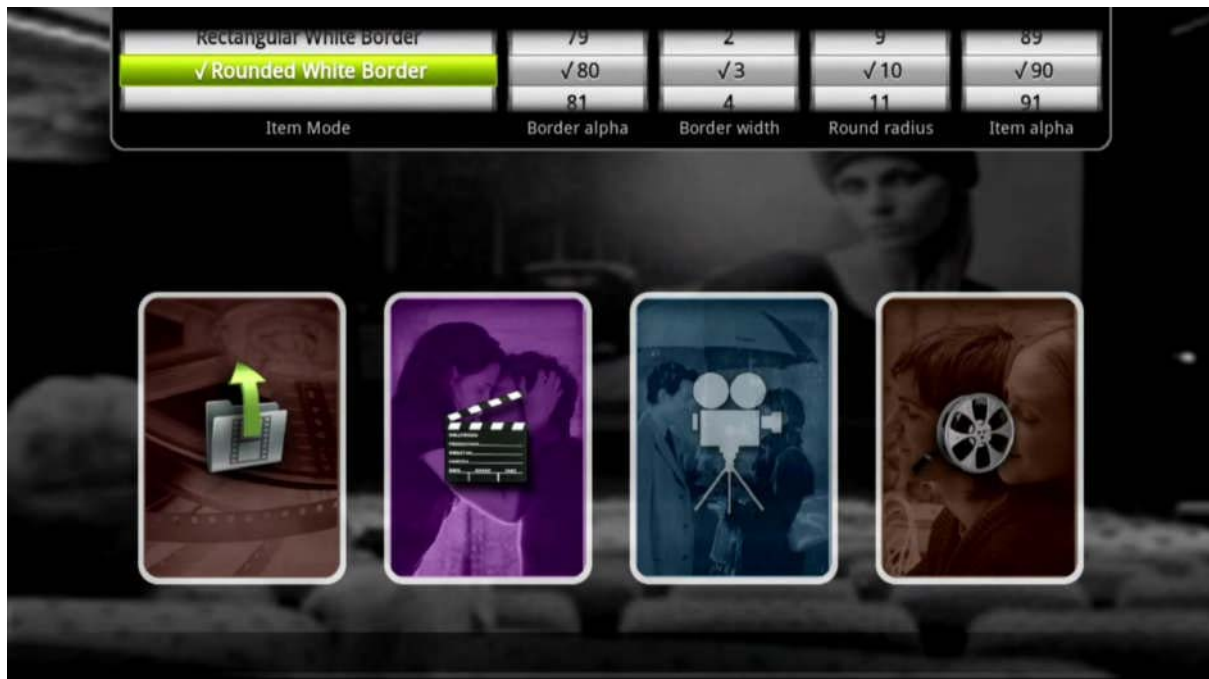 Rectangular White Border 79 2 9 89
√ Rounded White Border √ 80 √ 3 √ 10 √ 90
81 4 11 91
Item Mode Border alpha Border width Round radius Item alpha